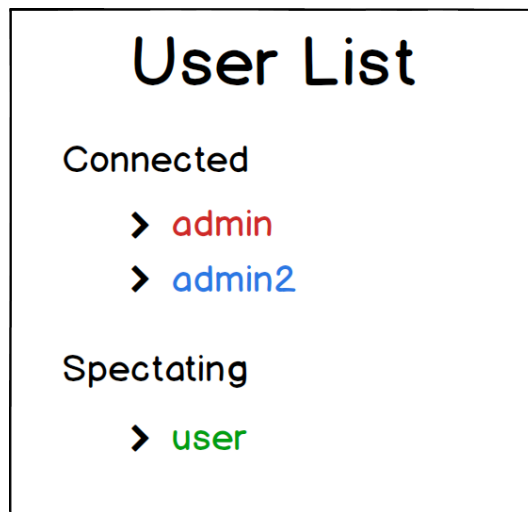 User List
Connected
admin
admin2
Spectating
user